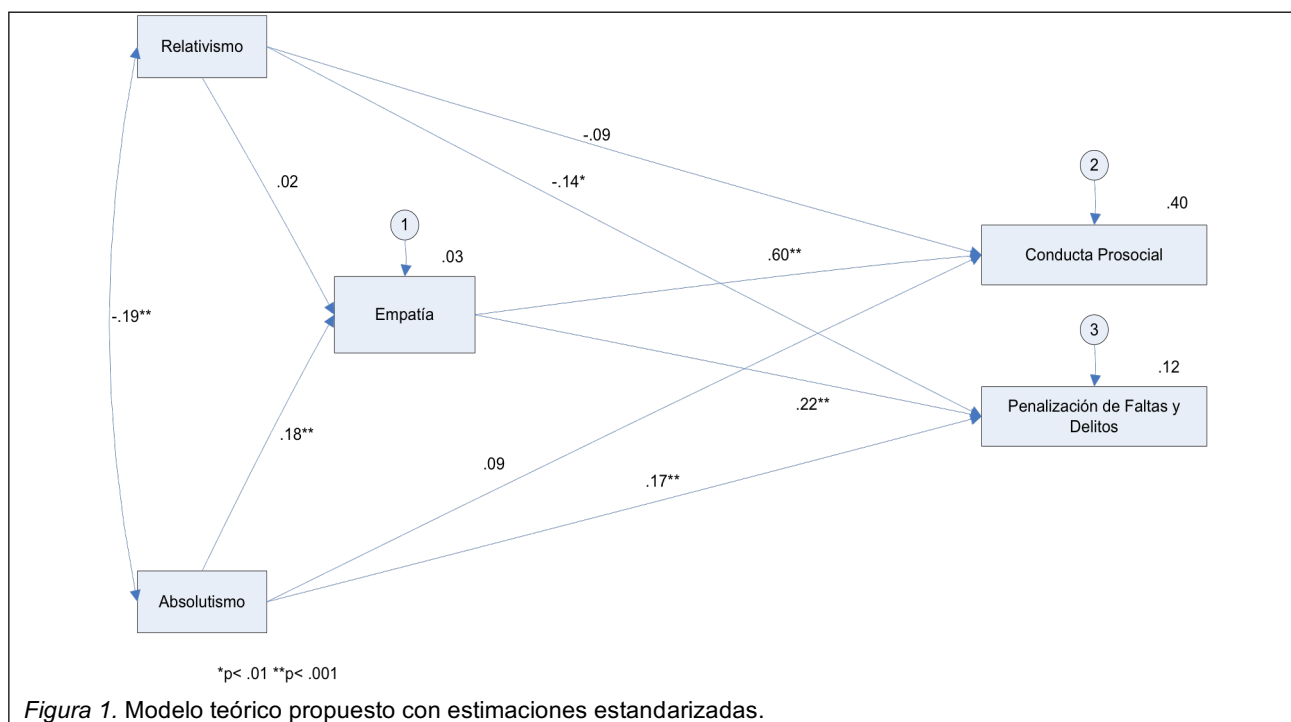 Relativismo
-.09
2
-.14*
.02
.40
1
Conducta Prosocial
.60**
.03
Empatía
-.19**
3
.12
Penalización de Faltas y
Delitos
.22**
.18**
.09
.17**
Absolutismo
*p< .01 **p< .001
Figura 1. Modelo teórico propuesto con estimaciones estandarizadas.